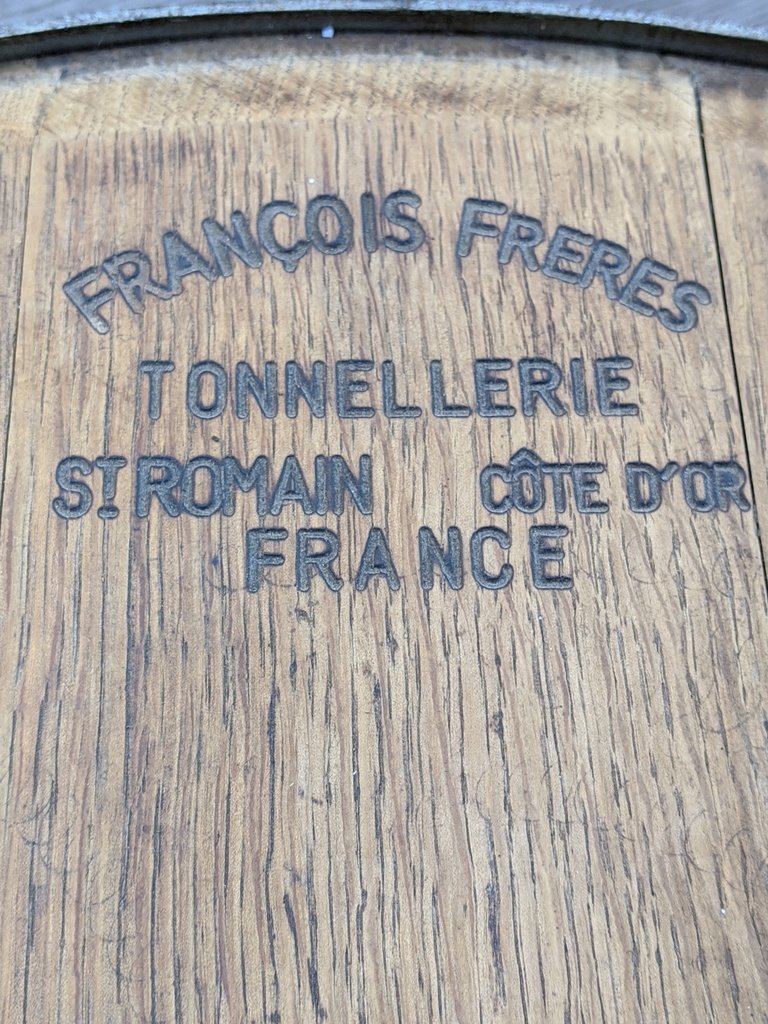 FRANÇOIS FRERES
TONNELLERIE
ST ROMAIN CÔTE D'OR
FRANCE